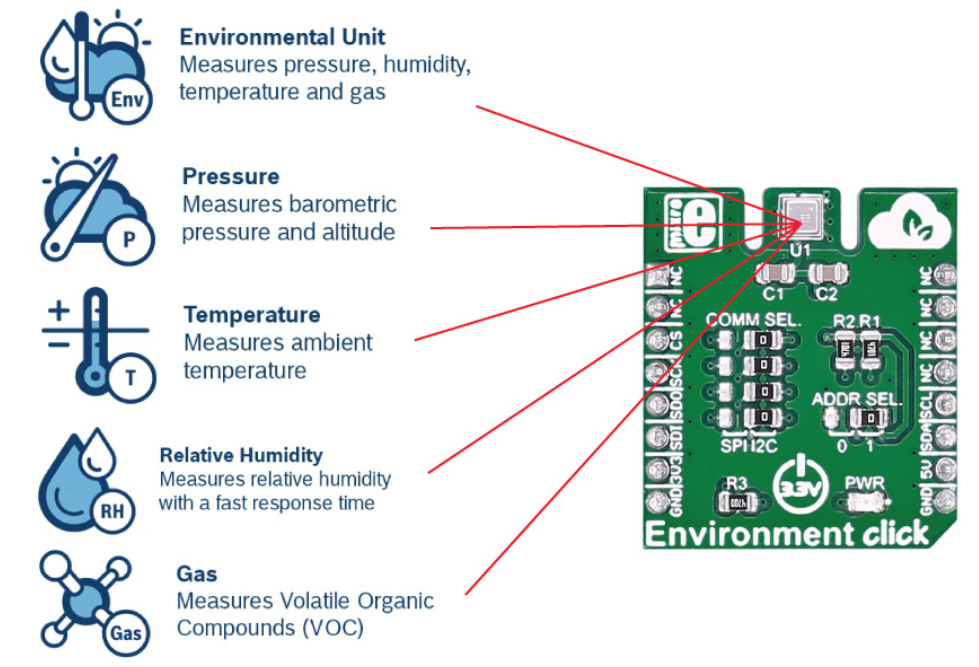 Environmental Unit
Measures pressure, humidity,
temperature and gas
Env
Pressure
Measures barometric
pressure and altitude
P
Temperature
Measures ambient
temperature
T
Relative Humidity
Measures relative humidity
with a fast response time
RH
Gas
Measures Volatile Organic
Compounds (VOC)
Gas
mikro e
U1
C1 C2
NC NC
NC NC
CS NC
SCK NC
SDO SCL
SDI SDA
3V3 5V
GND GND
COMM SEL.
R2 R1
ADDR SEL.
SPI I2C
0 1
R3
4700
3.3V
PWR
Environment click